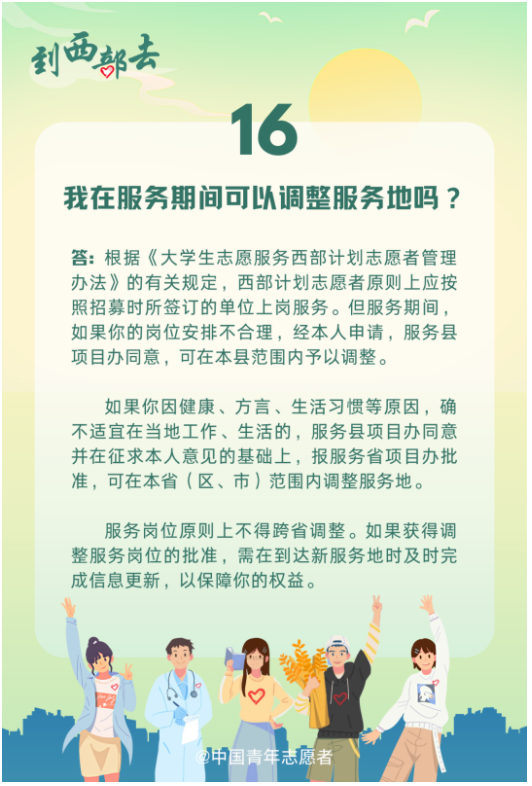 到西部去
16
我在服务期间可以调整服务地吗？
答：根据《大学生志愿服务西部计划志愿者管理
办法》的有关规定，西部计划志愿者原则上应按
照招募时所签订的单位上岗服务。但服务期间，
如果你的岗位安排不合理，经本人申请，服务县
项目办同意，可在本县范围内予以调整。
如果你因健康、方言、生活习惯等原因，确
不适宜在当地工作、生活的，服务县项目办同意
并在征求本人意见的基础上，报服务省项目办批
准，可在本省（区、市）范围内调整服务地。
服务岗位原则上不得跨省调整。如果获得调
整服务岗位的批准，需在到达新服务地时及时完
成信息更新，以保障你的权益。
@中国青年志愿者